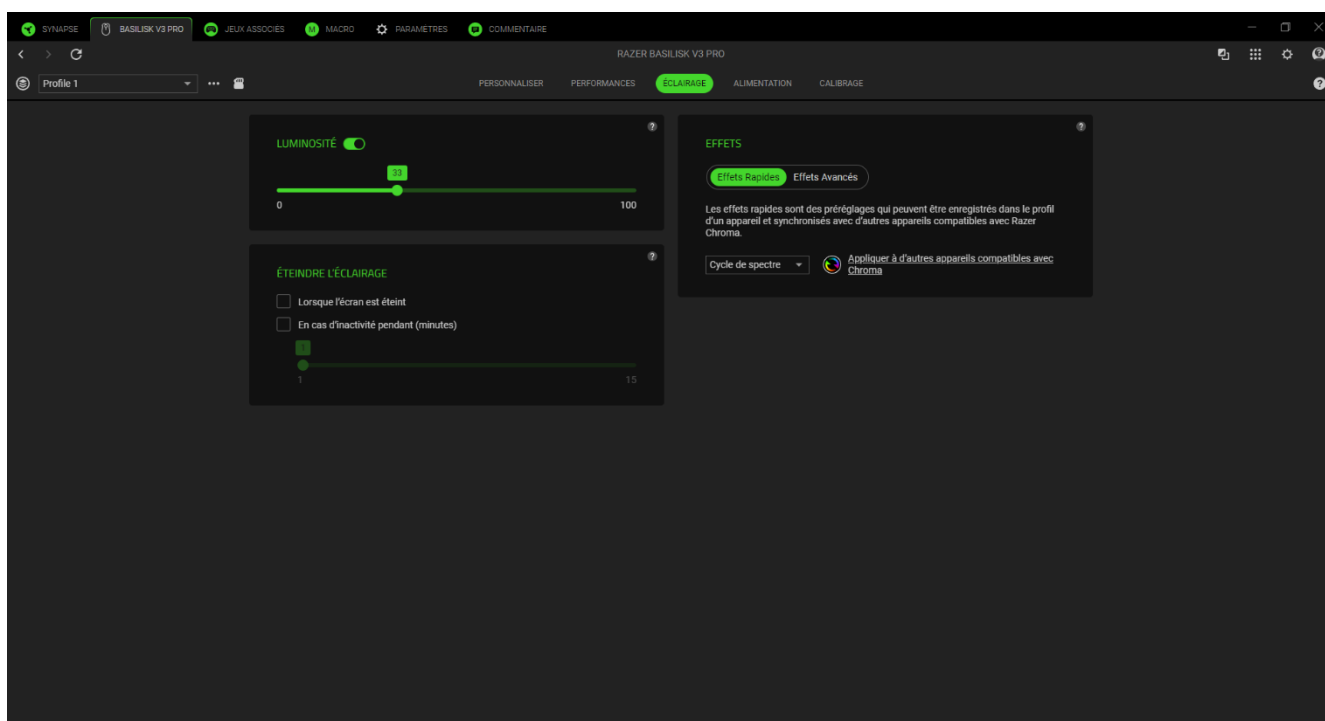 SYNAPSE
BASILISK V3 PRO
JEUX ASSOCIÉS
M
MACRO
PARAMÈTRES
COMMENTAIRE
RAZER BASILISK V3 PRO
Profile 1
PERSONNALISER
PERFORMANCES
ÉCLAIRAGE
ALIMENTATION
CALIBRAGE
?
LUMINOSITÉ
?
33
0
100
ÉTEINDRE L'ÉCLAIRAGE
?
Lorsque l'écran est éteint
En cas d'inactivité pendant (minutes)
1
1
15
EFFETS
?
Effets Rapides
Effets Avancés
Les effets rapides sont des préréglages qui peuvent être enregistrés dans le profil
d'un appareil et synchronisés avec d'autres appareils compatibles avec Razer
Chroma.
Cycle de spectre
Appliquer à d'autres appareils compatibles avec
Chroma